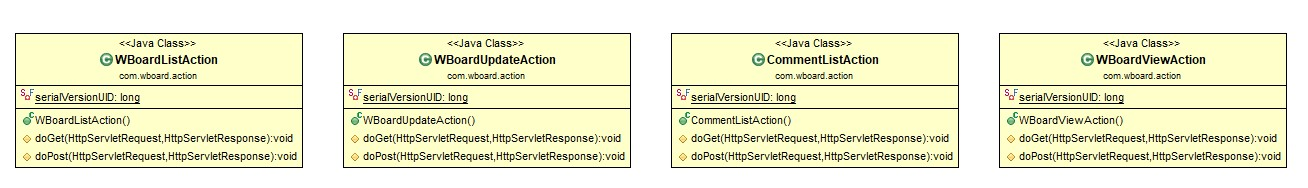 <<Java Class>>
WBoardListAction
com.wboard.action
serialVersionUID: long
WBoardListAction()
doGet(HttpServletRequest,HttpServletResponse):void
doPost(HttpServletRequest,HttpServletResponse):void
<<Java Class>>
WBoardUpdateAction
com.wboard.action
serialVersionUID: long
WBoardUpdateAction()
doGet(HttpServletRequest,HttpServletResponse):void
doPost(HttpServletRequest,HttpServletResponse):void
<<Java Class>>
CommentListAction
com.wboard.action
serialVersionUID: long
CommentListAction()
doGet(HttpServletRequest,HttpServletResponse):void
doPost(HttpServletRequest,HttpServletResponse):void
<<Java Class>>
WBoardViewAction
com.wboard.action
serialVersionUID: long
WBoardViewAction()
doGet(HttpServletRequest,HttpServletResponse):void
doPost(HttpServletRequest,HttpServletResponse):void